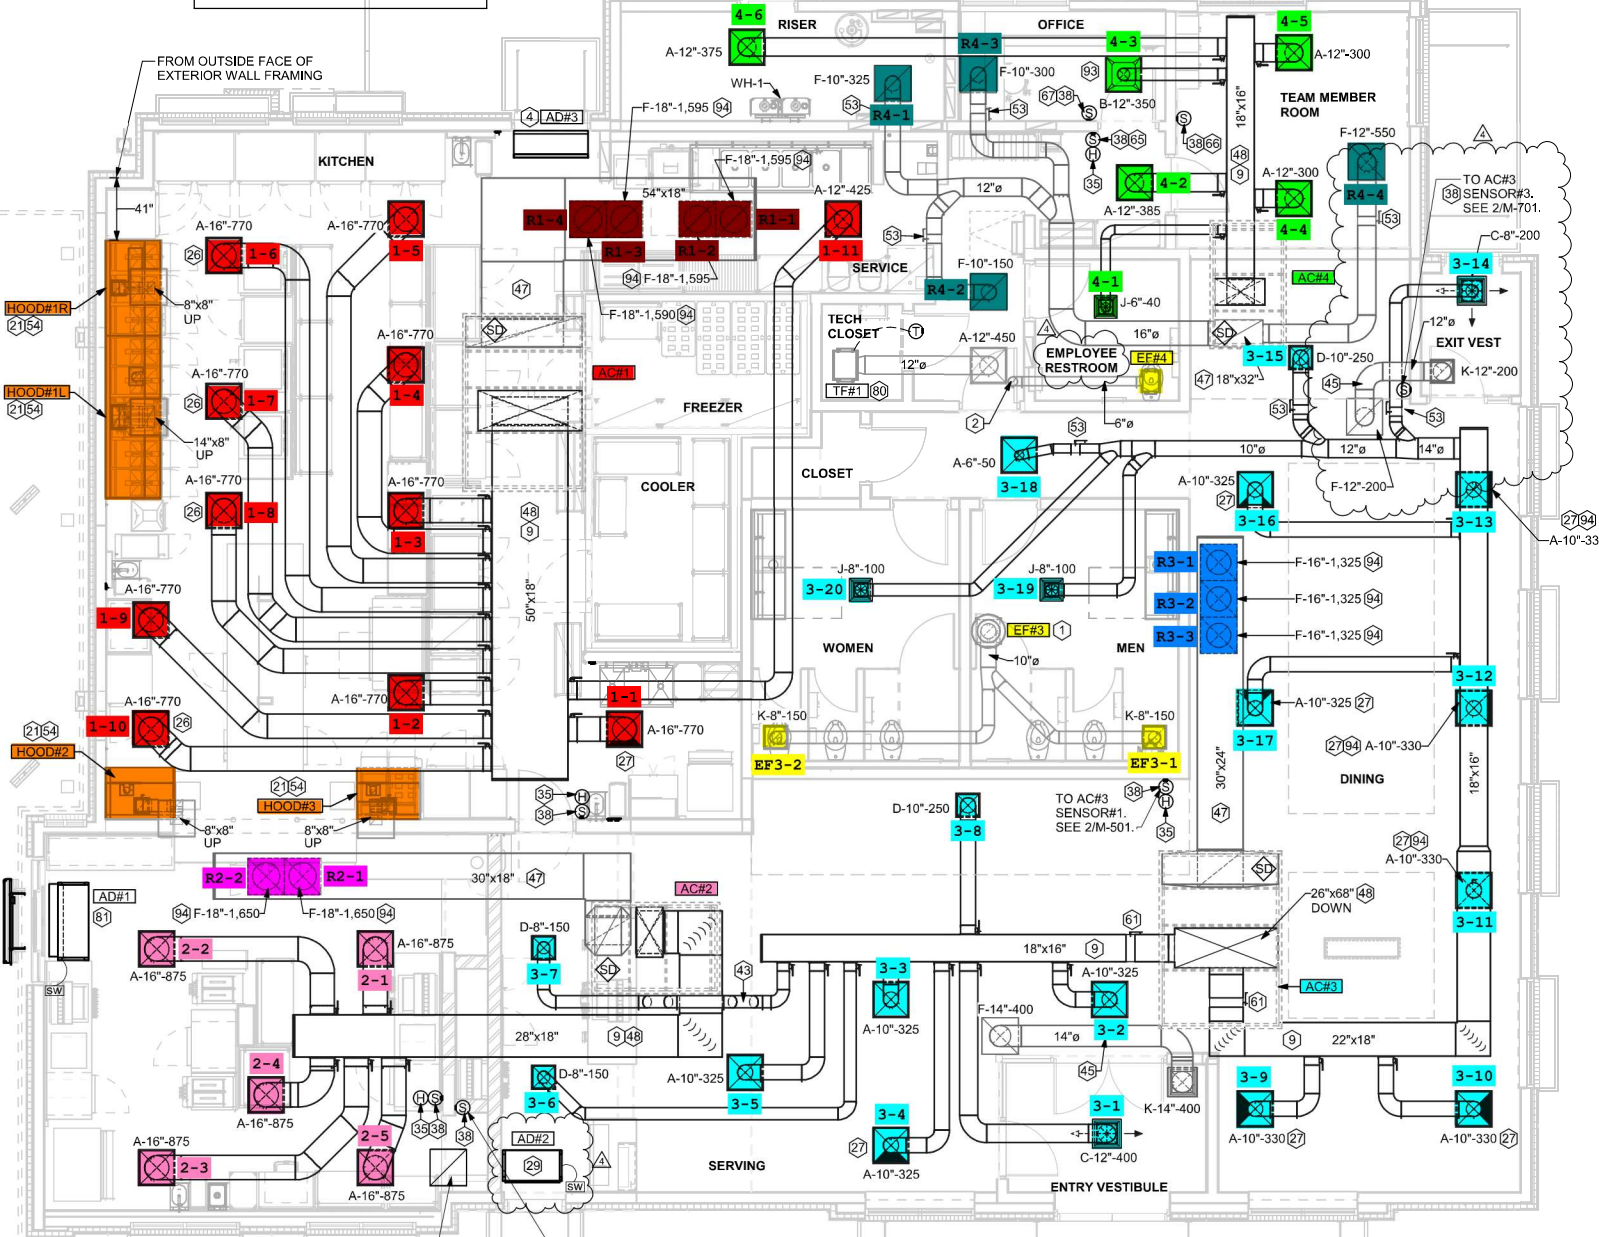 4-6
RISER
OFFICE
4-5
A-12"-375
R4-3
4-3
A-12"-300
FROM OUTSIDE FACE OF
EXTERIOR WALL FRAMING
F-10"-325
F-10"-300
93
B-12"-350
WH-1
67 38
S
TEAM MEMBER
ROOM
18"x16"
4 AD#3
F-18"-1,595 94
53
R4-1
53
S
38 66
F-12"-550
4
KITCHEN
F-18"-1,595 94
S 38 65
H
35
48
9
54"x18"
A-12"-425
12"ø
4-2
A-12"-300
R4-4
TO AC#3
38 SENSOR#3.
SEE 2/M-701.
41"
A-16"-770
A-16"-770
R1-4
R1-1
A-12"-385
53
1-6
1-5
R1-3
R1-2
1-11
53
4-4
C-8"-200
26
94 F-18"-1,595
SERVICE
F-10"-150
3-14
HOOD#1R
21 54
8"x8"
UP
47
R4-2
4-1
AC#4
F-18"-1,590 94
J-6"-40
SD
TECH
CLOSET
T
4
16"ø
SD
12"ø
A-16"-770
A-12"-450
EMPLOYEE
RESTROOM
EF#4
3-15
D-10"-250
EXIT VEST
A-16"-770
AC#1
12"ø
47 18"x32"
45
K-12"-200
HOOD#1L
21 54
26
1-7
1-4
TF#1 80
S
FREEZER
2
6"ø
53
53
14"x8"
UP
53
10"ø
12"ø
14"ø
A-16"-770
A-16"-770
COOLER
CLOSET
A-6"-50
3-18
A-10"-325
27
F-12"-200
26
1-8
48
9
3-16
3-13
27 94
1-3
A-10"-33
R3-1
F-16"-1,325 94
J-8"-100
J-8"-100
A-16"-770
50"x18"
3-20
3-19
R3-2
F-16"-1,325 94
1-9
EF#3 1
R3-3
F-16"-1,325 94
WOMEN
MEN
10"ø
3-12
A-16"-770
A-16"-770
1-1
A-10"-325 27
1-10
26
1-2
A-16"-770
K-8"-150
K-8"-150
3-17
27 94 A-10"-330
21 54
HOOD#2
27
EF3-2
EF3-1
30"x24"
DINING
18"x16"
21 54
HOOD#3
35 H
38 S
D-10"-250
TO AC#3
SENSOR#1.
SEE 2/M-501.
38 S
H
35
47
8"x8"
UP
8"x8"
UP
3-8
27 94
A-10"-330
R2-2
R2-1
30"x18"
47
AC#2
SD
AD#1
81
94 F-18"-1,650
F-18"-1,650 94
26"x68" 48
DOWN
3-11
2-2
A-16"-875
D-8"-150
61
18"x16"
9
A-16"-875
2-1
3-7
SD
43
3-3
A-10"-325
AC#3
SW
F-14"-400
61
28"x18"
9 48
A-10"-325
3-2
14"ø
9
22"x18"
2-4
D-8"-150
A-10"-325
45
A-16"-875
H S
35 38
S
38
3-6
3-5
3-9
3-10
K-14"-400
A-16"-875
2-5
AD#2
3-4
3-1
A-10"-330 27
A-10"-330 27
2-3
29
4
SERVING
27
C-12"-400
A-16"-875
SW
A-10"-325
ENTRY VESTIBULE